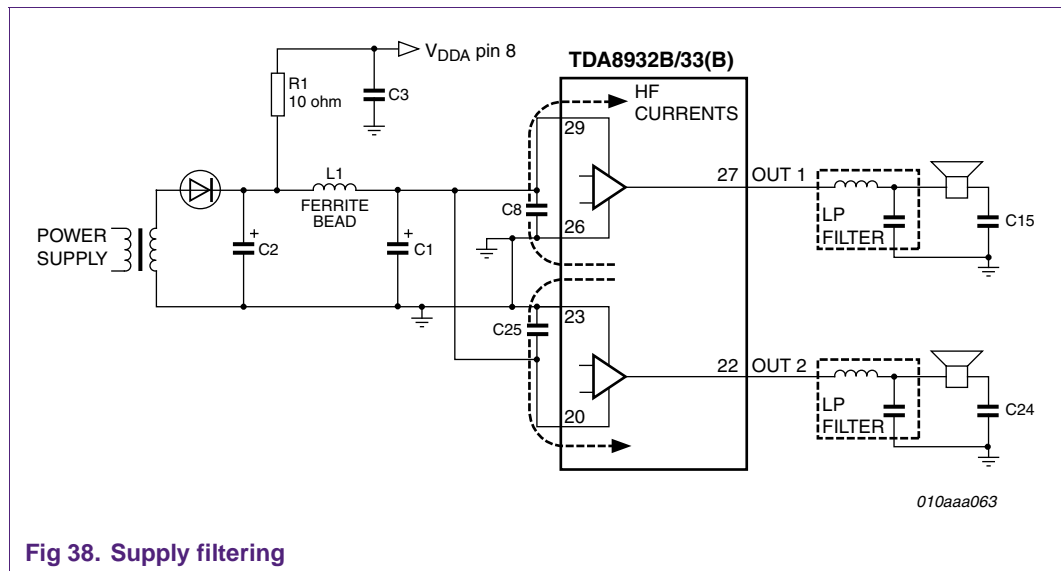 V_DDA pin 8
TDA8932B/33(B)
R1
10 ohm
C3
HF
CURRENTS
29
L1
FERRITE
BEAD
27 OUT 1
C8
LP
FILTER
C15
26
POWER
SUPPLY
+
C2
+
C1
23
C25
22 OUT 2
LP
FILTER
C24
20
010aaa063
Fig 38. Supply filtering